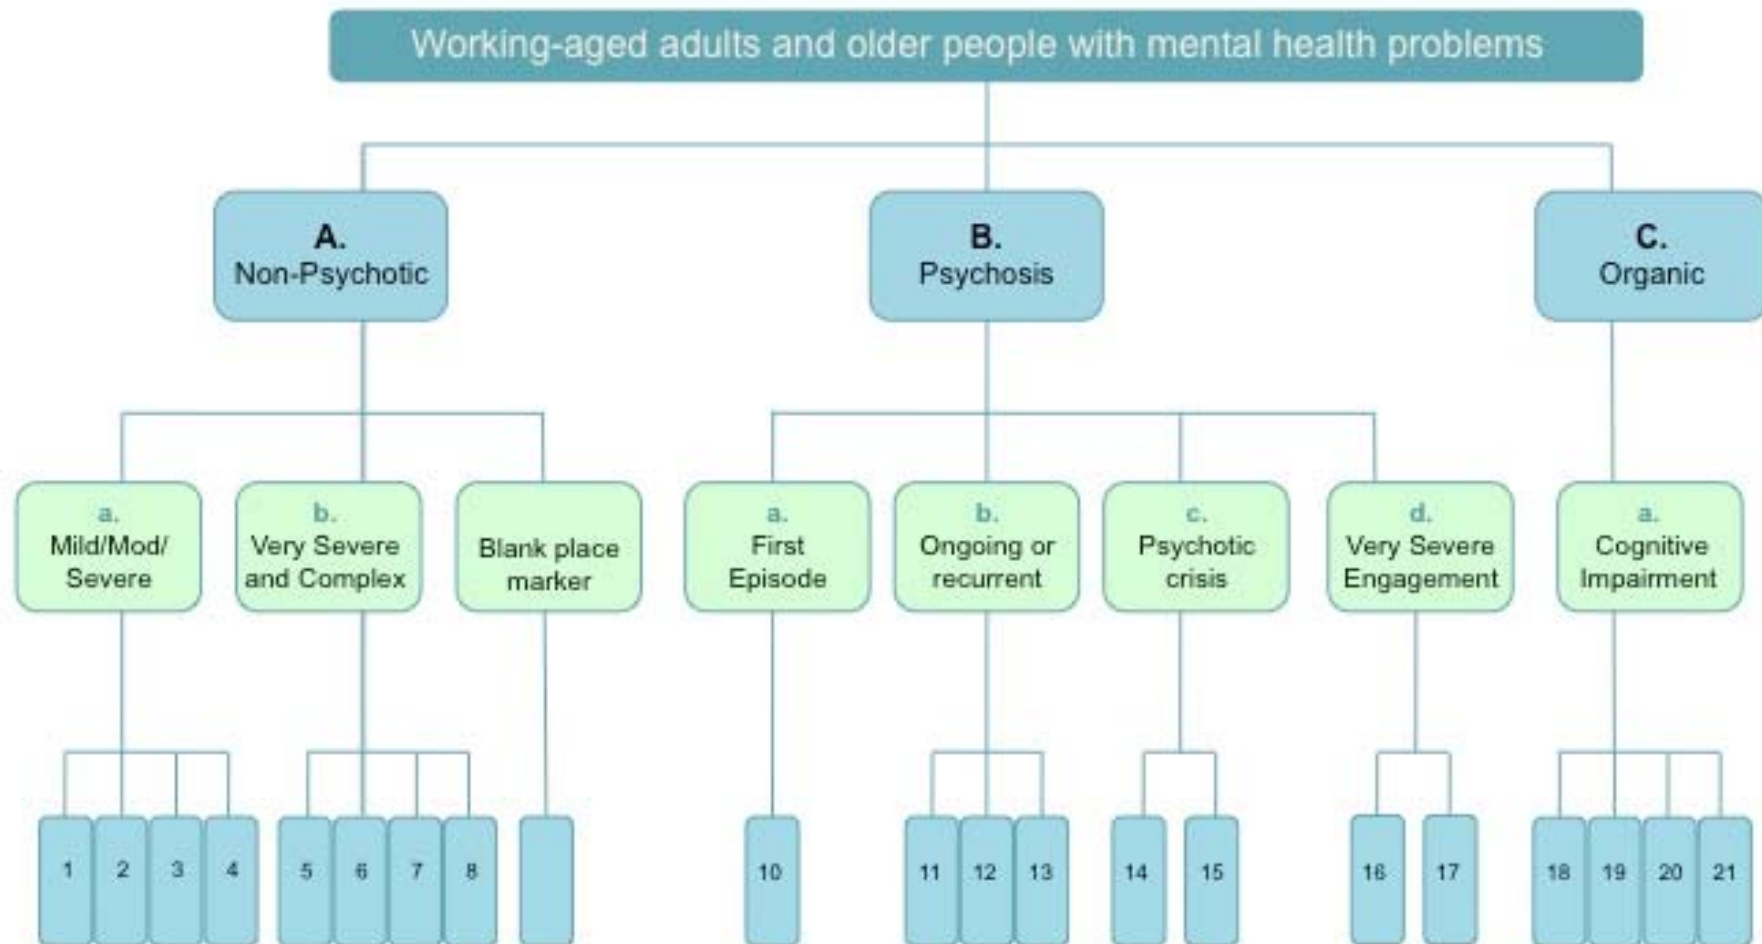 Working-aged adults and older people with mental health problems
A.
Non-Psychotic
B.
Psychosis
C.
Organic
a.
Mild/Mod/
Severe
b.
Very Severe
and Complex
Blank place
marker
a.
First
Episode
b.
Ongoing or
recurrent
c.
Psychotic
crisis
d.
Very Severe
Engagement
a.
Cognitive
Impairment
1
2
3
4
5
6
7
8
10
11
12
13
14
15
16
17
18
19
20
21